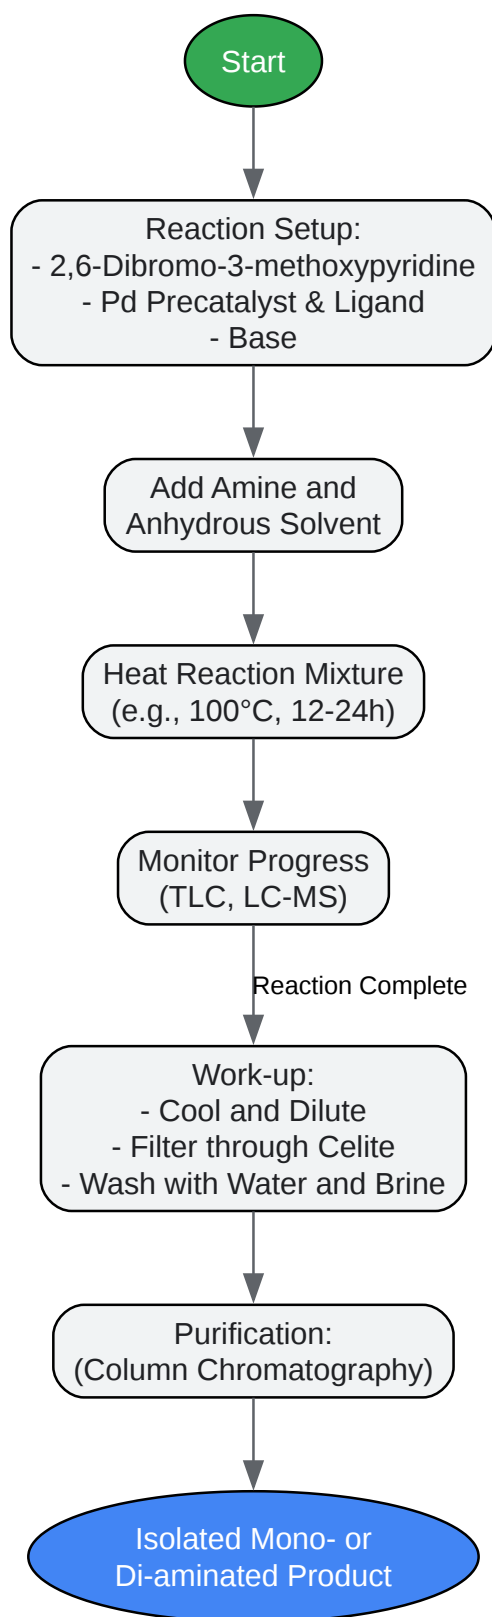 Start
Reaction Setup:
- 2,6-Dibromo-3-methoxypyridine
- Pd Precatalyst & Ligand
- Base
Add Amine and
Anhydrous Solvent
Heat Reaction Mixture
(e.g., 100°C, 12-24h)
Monitor Progress
(TLC, LC-MS)
Reaction Complete
Work-up:
- Cool and Dilute
- Filter through Celite
- Wash with Water and Brine
Purification:
(Column Chromatography)
Isolated Mono- or
Di-aminated Product